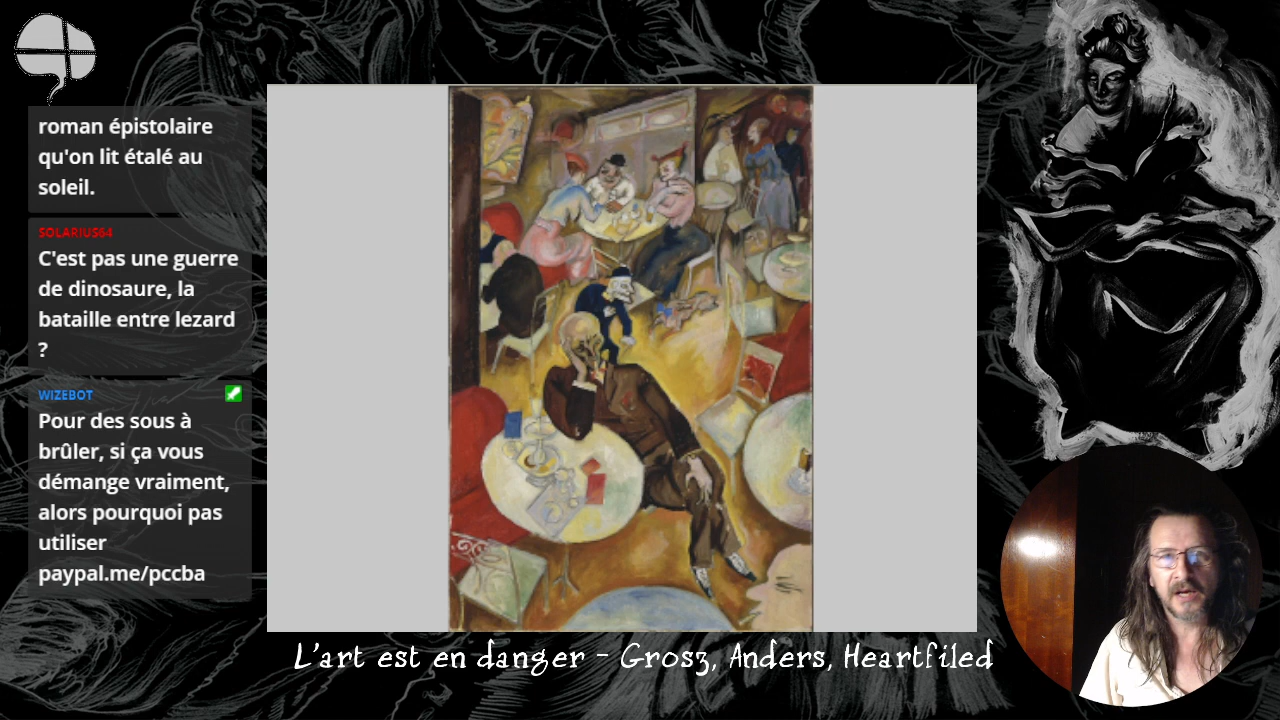 roman épistolaire
qu'on lit étalé au
soleil.
SOLARIUS64
C'est pas une guerre
de dinosaure, la
bataille entre lezard
?
WIZEBOT
Pour des sous à
brûler, si ça vous
démange vraiment,
alors pourquoi pas
utiliser
paypal.me/pccba
L'art est en danger - Grosz, Anders, Heartfiled